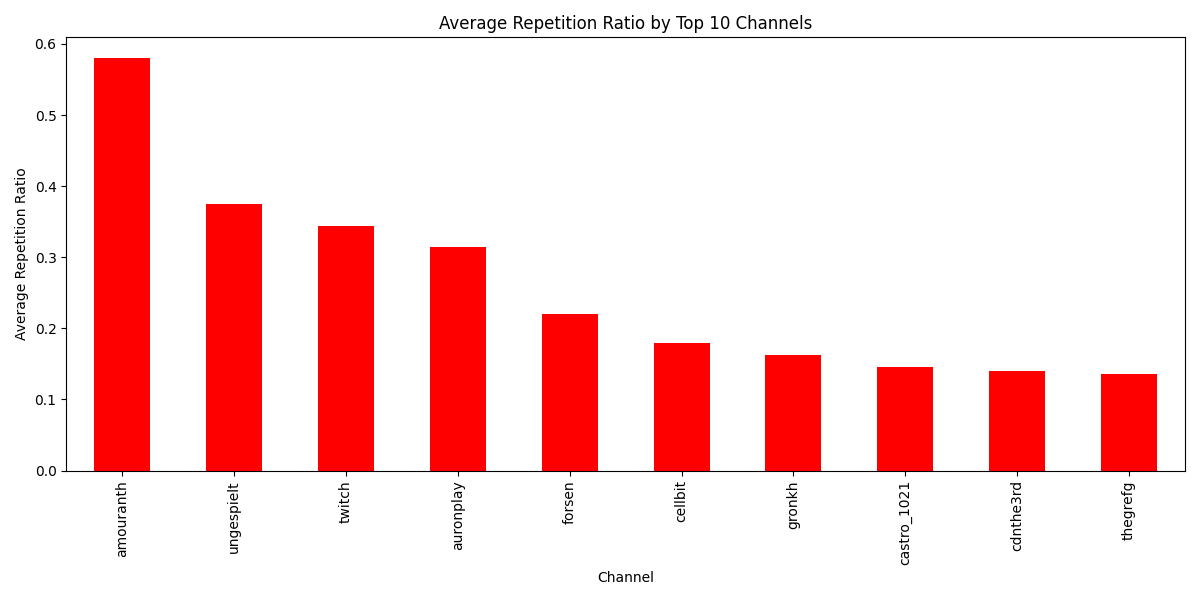 Average Repetition Ratio by Top 10 Channels
Average Repetition Ratio
0.6
0.5
0.4
0.3
0.2
0.1
0.0
amouranth
ungespielt
twitch
auronplay
forsen
cellbit
gronkh
castro_1021
cdnthe3rd
thegrefg
Channel